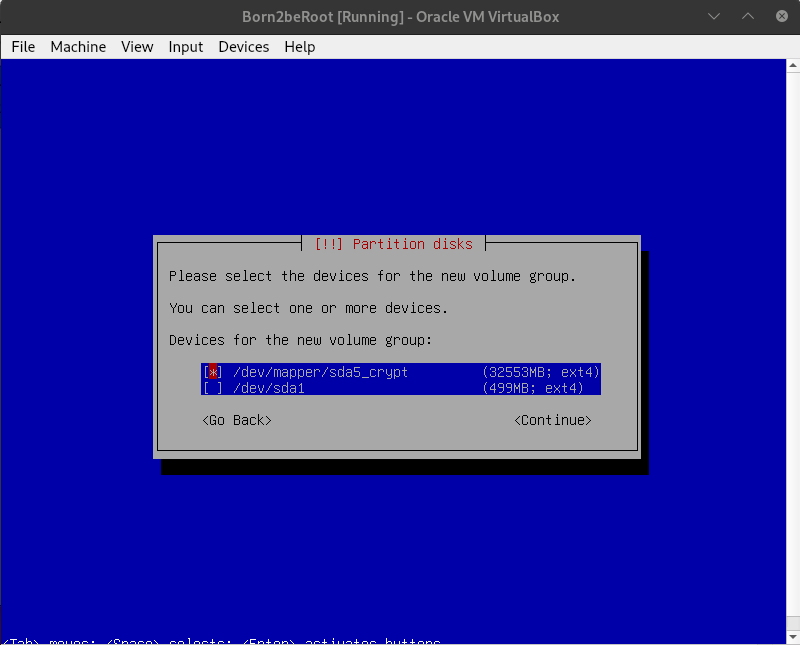 Born2beRoot [Running] - Oracle VM VirtualBox
File Machine View Input Devices Help
[!!] Partition disks
Please select the devices for the new volume group.
You can select one or more devices.
Devices for the new volume group:
[*] /dev/mapper/sda5_crypt (32553MB; ext4)
[ ] /dev/sda1 (499MB; ext4)
<Go Back> <Continue>
<Tab> moves; <Space> selects; <Enter> activates buttons